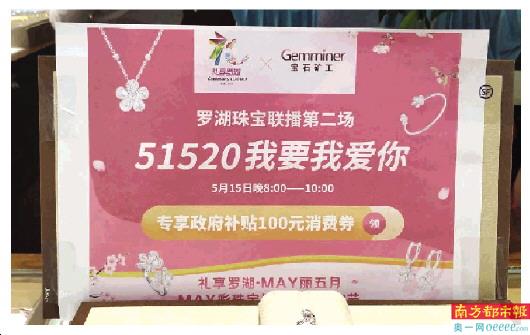 礼享罗湖
×
Gemminer
宝石矿工
罗湖珠宝联播第二场
51520我要我爱你
5月15日晚8:00——10:00
专享政府补贴100元消费券 领
礼享罗湖·MAY丽五月
南方都市報
奥一网oeeee.com